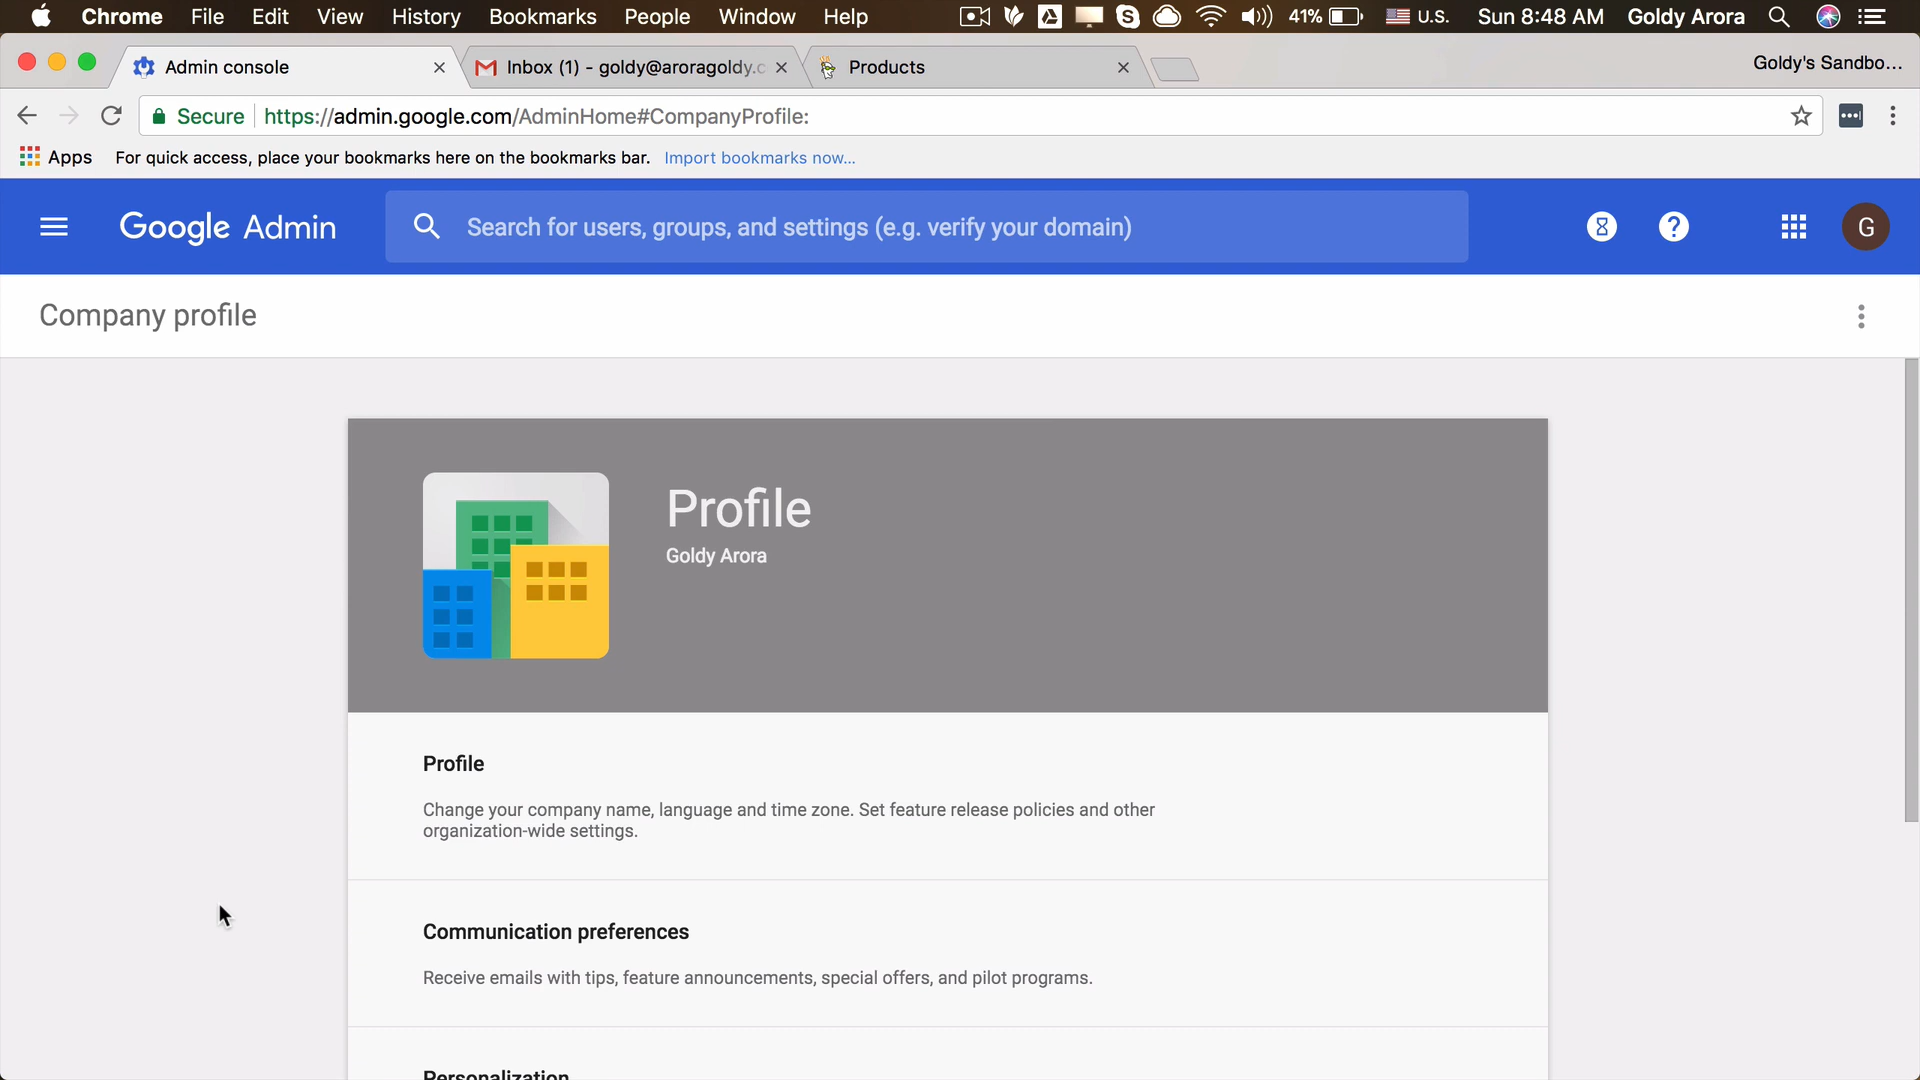 Chrome File Edit View History Bookmarks People Window Help 41% U.S. Sun 8:48 AM Goldy Arora
Admin console Inbox (1) - goldy@aroragoldy.c Products Goldy's Sandbo...
Secure https://admin.google.com/AdminHome#CompanyProfile:
Apps For quick access, place your bookmarks here on the bookmarks bar. Import bookmarks now...
Google Admin Search for users, groups, and settings (e.g. verify your domain) ? G
Company profile
Profile
Goldy Arora
Profile
Change your company name, language and time zone. Set feature release policies and other
organization-wide settings.
Communication preferences
Receive emails with tips, feature announcements, special offers, and pilot programs.
Personalization